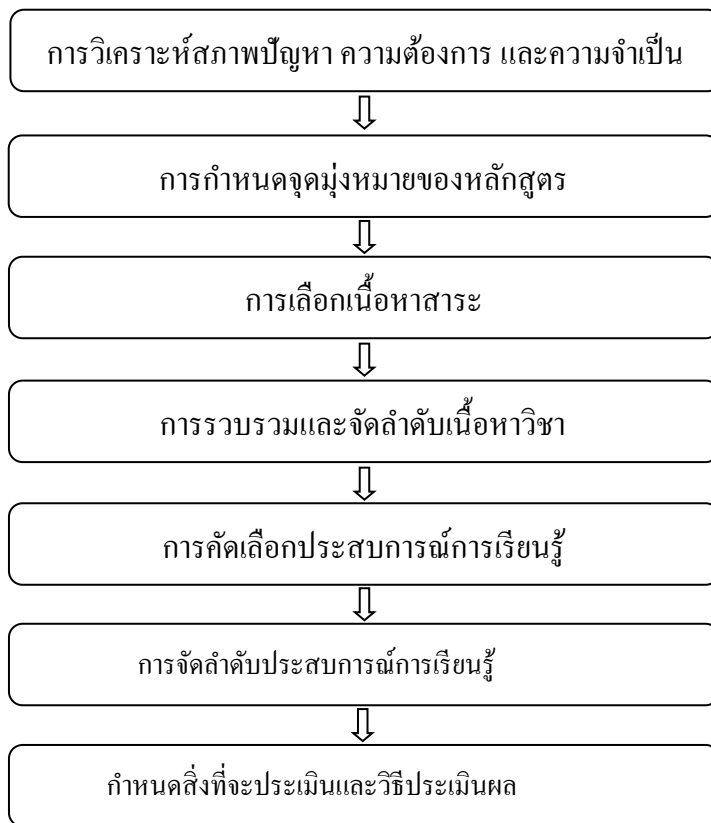 การวิเคราะห์สภาพปัญหา ความต้องการ และความจำเป็น
การกำหนดจุดมุ่งหมายของหลักสูตร
การเลือกเนื้อหาสาระ
การรวบรวมและจัดลำดับเนื้อหาวิชา
การคัดเลือกประสบการณ์การเรียนรู้
การจัดลำดับประสบการณ์การเรียนรู้
กำหนดสิ่งที่จะประเมินและวิธีประเมินผล